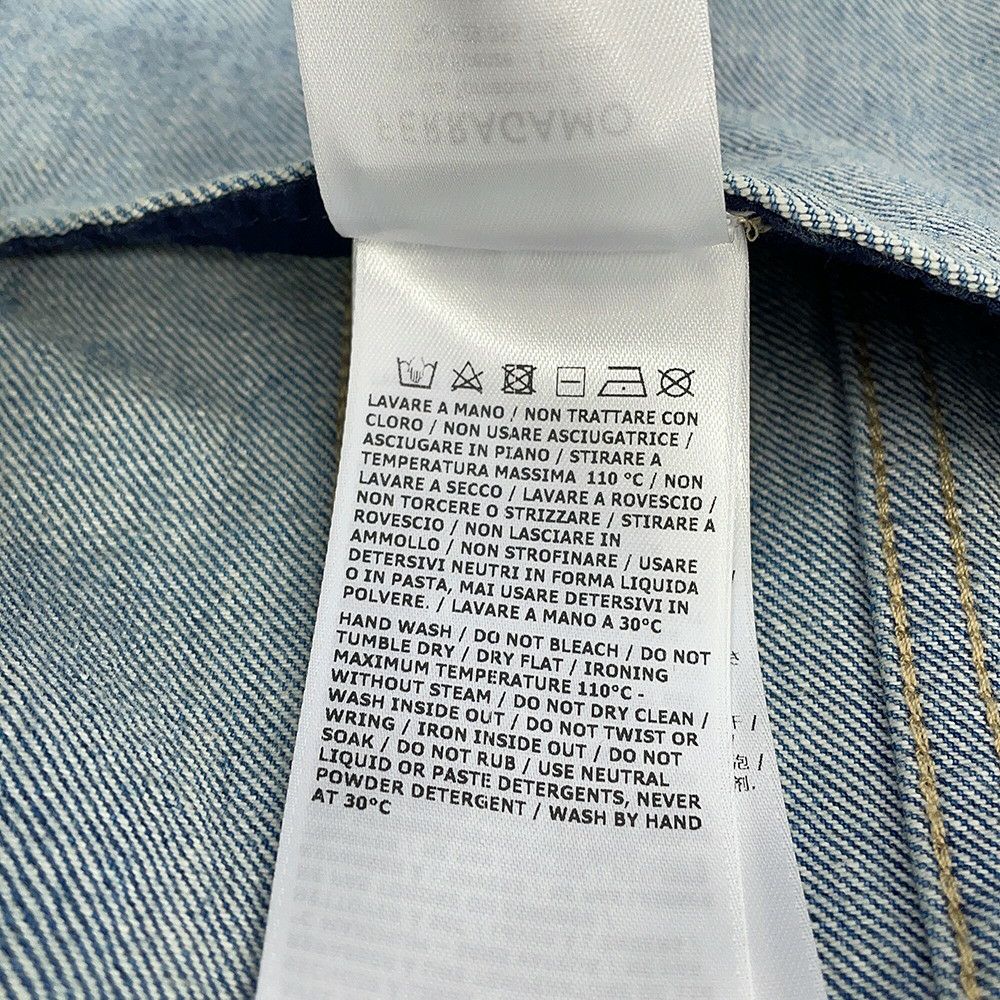 FERRAGAMO
LAVARE A MANO / NON TRATTARE CON
CLORO / NON USARE ASCIUGATRICE /
ASCIUGARE IN PIANO / STIRARE A
TEMPERATURA MASSIMA 110 °C / NON
LAVARE A SECCO / LAVARE A ROVESCIO /
NON TORCERE O STRIZZARE / STIRARE A
ROVESCIO / NON LASCIARE IN
AMMOLLO / NON STROFINARE / USARE
DETERSIVI NEUTRI IN FORMA LIQUIDA
O IN PASTA, MAI USARE DETERSIVI IN
POLVERE. / LAVARE A MANO A 30°C
HAND WASH / DO NOT BLEACH / DO NOT
TUMBLE DRY / DRY FLAT / IRONING
MAXIMUM TEMPERATURE 110°C -
WITHOUT STEAM / DO NOT DRY CLEAN /
WASH INSIDE OUT / DO NOT TWIST OR
WRING / IRON INSIDE OUT / DO NOT
SOAK / DO NOT RUB / USE NEUTRAL
LIQUID OR PASTE DETERGENTS, NEVER
POWDER DETERGENT / WASH BY HAND
AT 30°C
泡 /
剂.